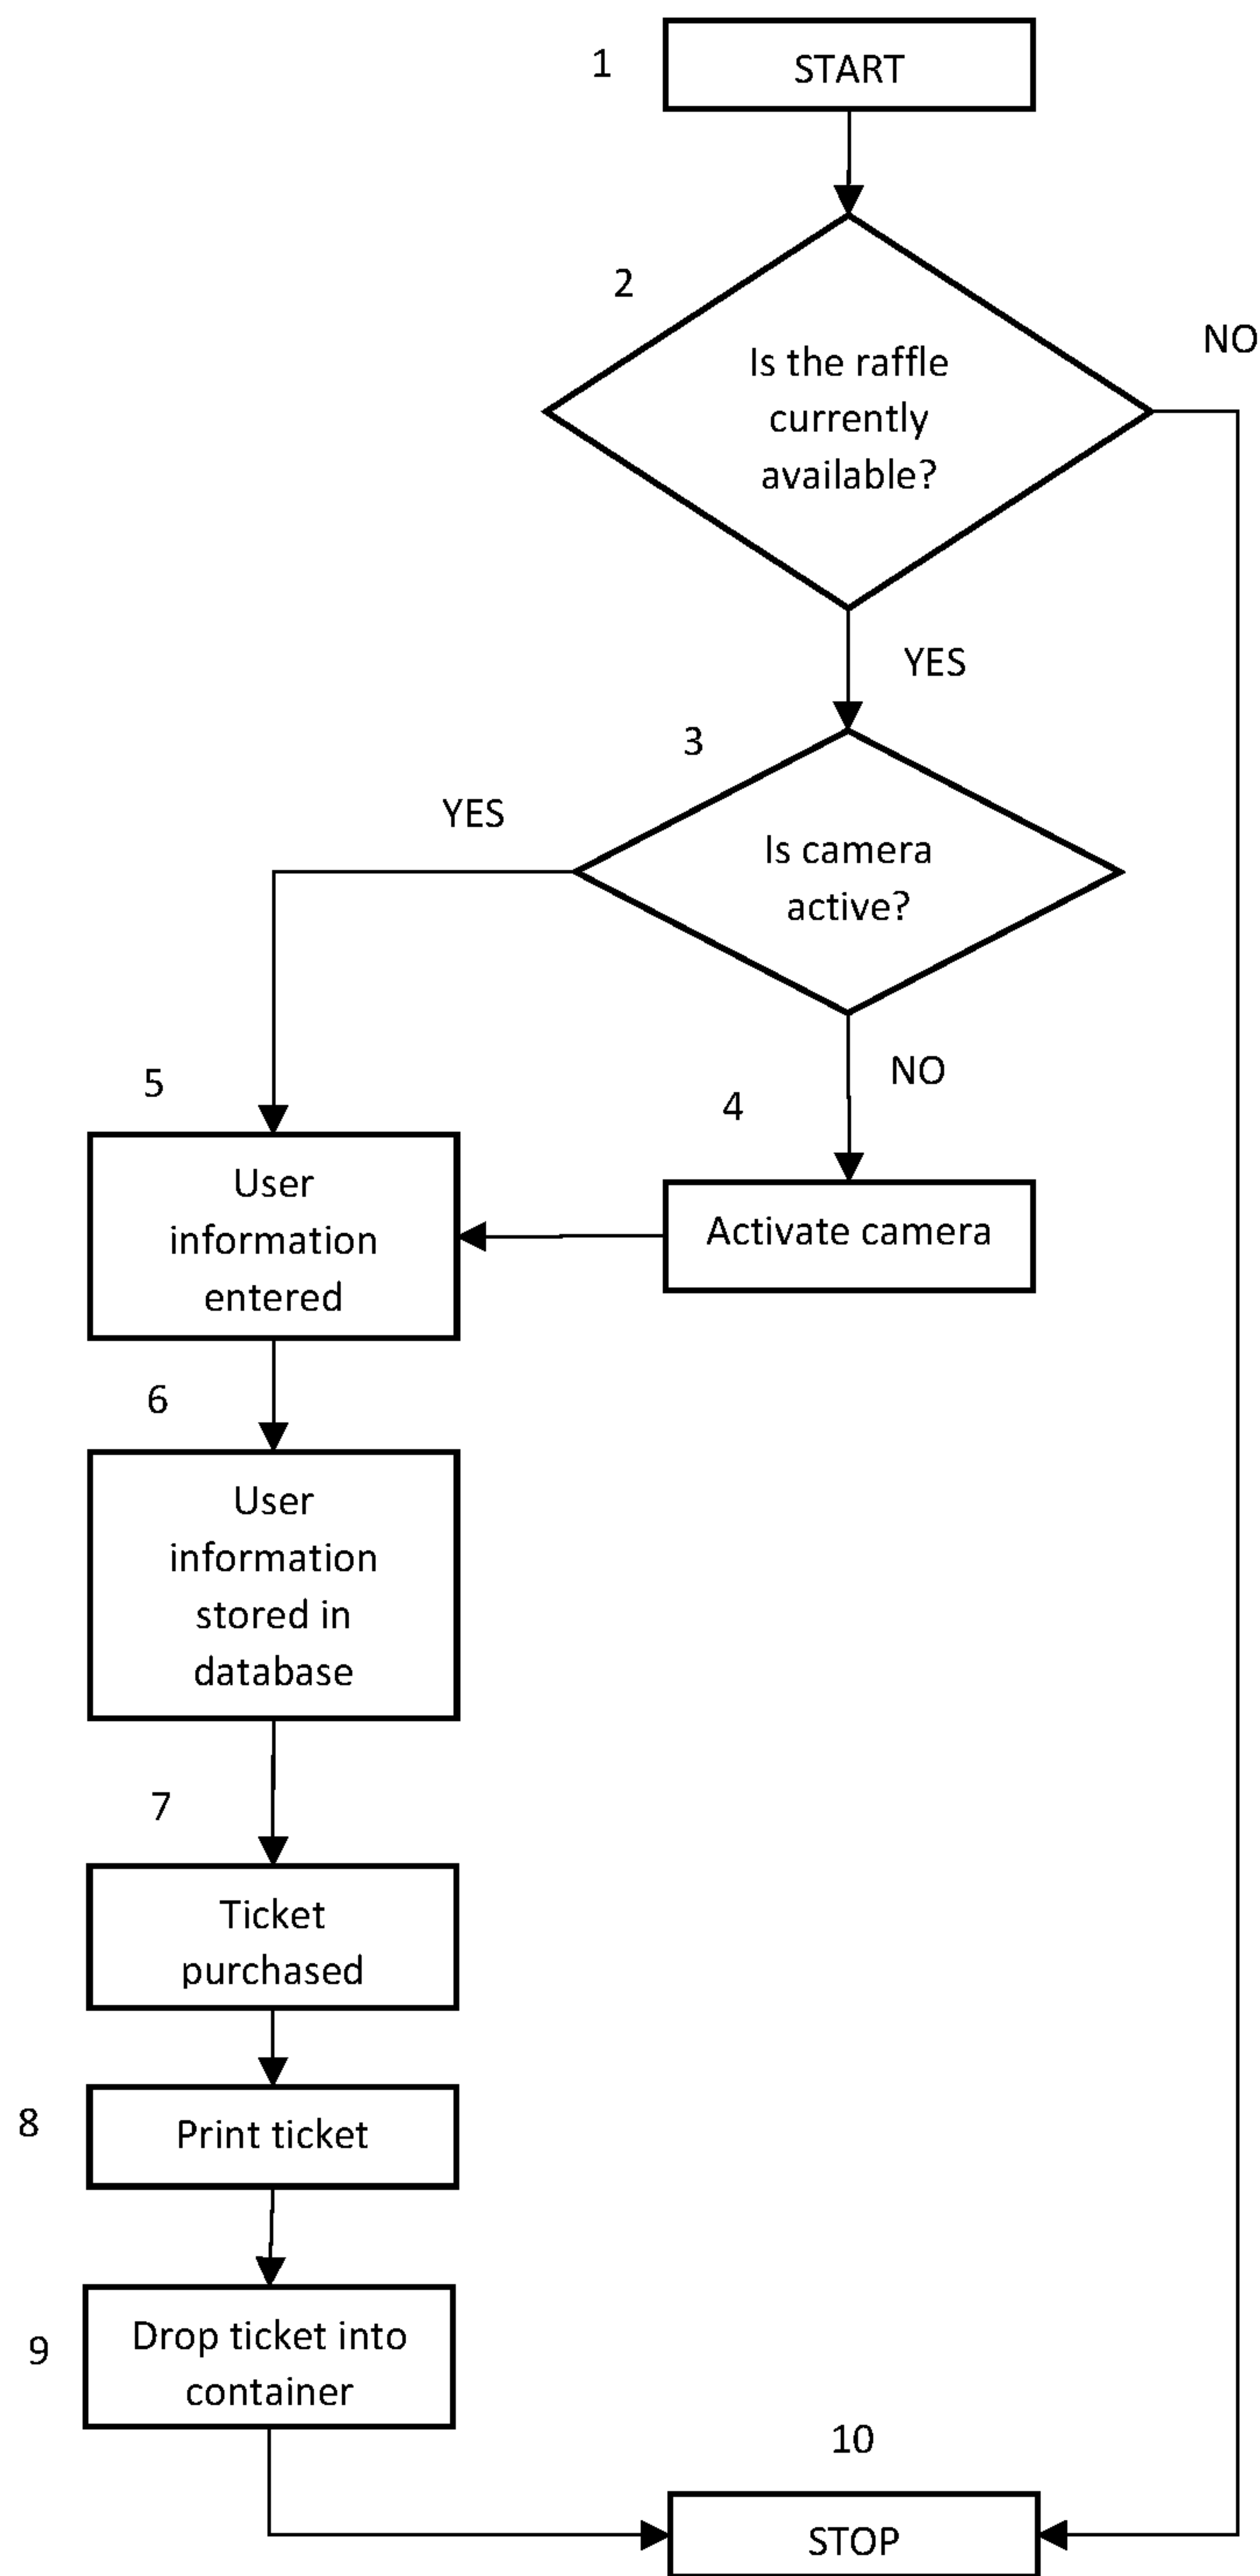 1
START
2
NO
Is the raffle
currently
available?
YES
3
YES
Is camera
active?
NO
5
4
User
information
entered
Activate camera
6
User
information
stored in
database
7
Ticket
purchased
8
Print ticket
9
Drop ticket into
container
10
STOP